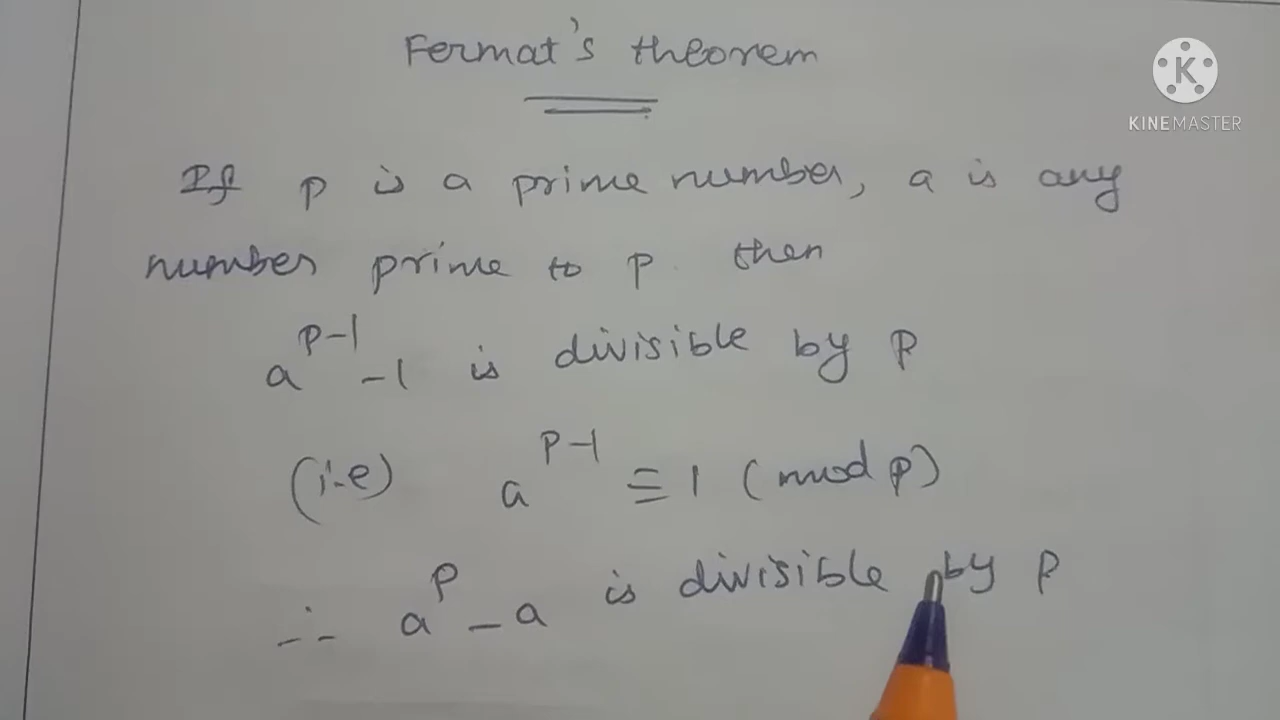 Fermat's theorem
K
KINEMASTER
If p is a prime number, a is any
number prime to p. then
a^{p-1} - 1 is divisible by p
(i.e) a^{p-1} ≡ 1 (mod p)
∴ a^p - a is divisible by p